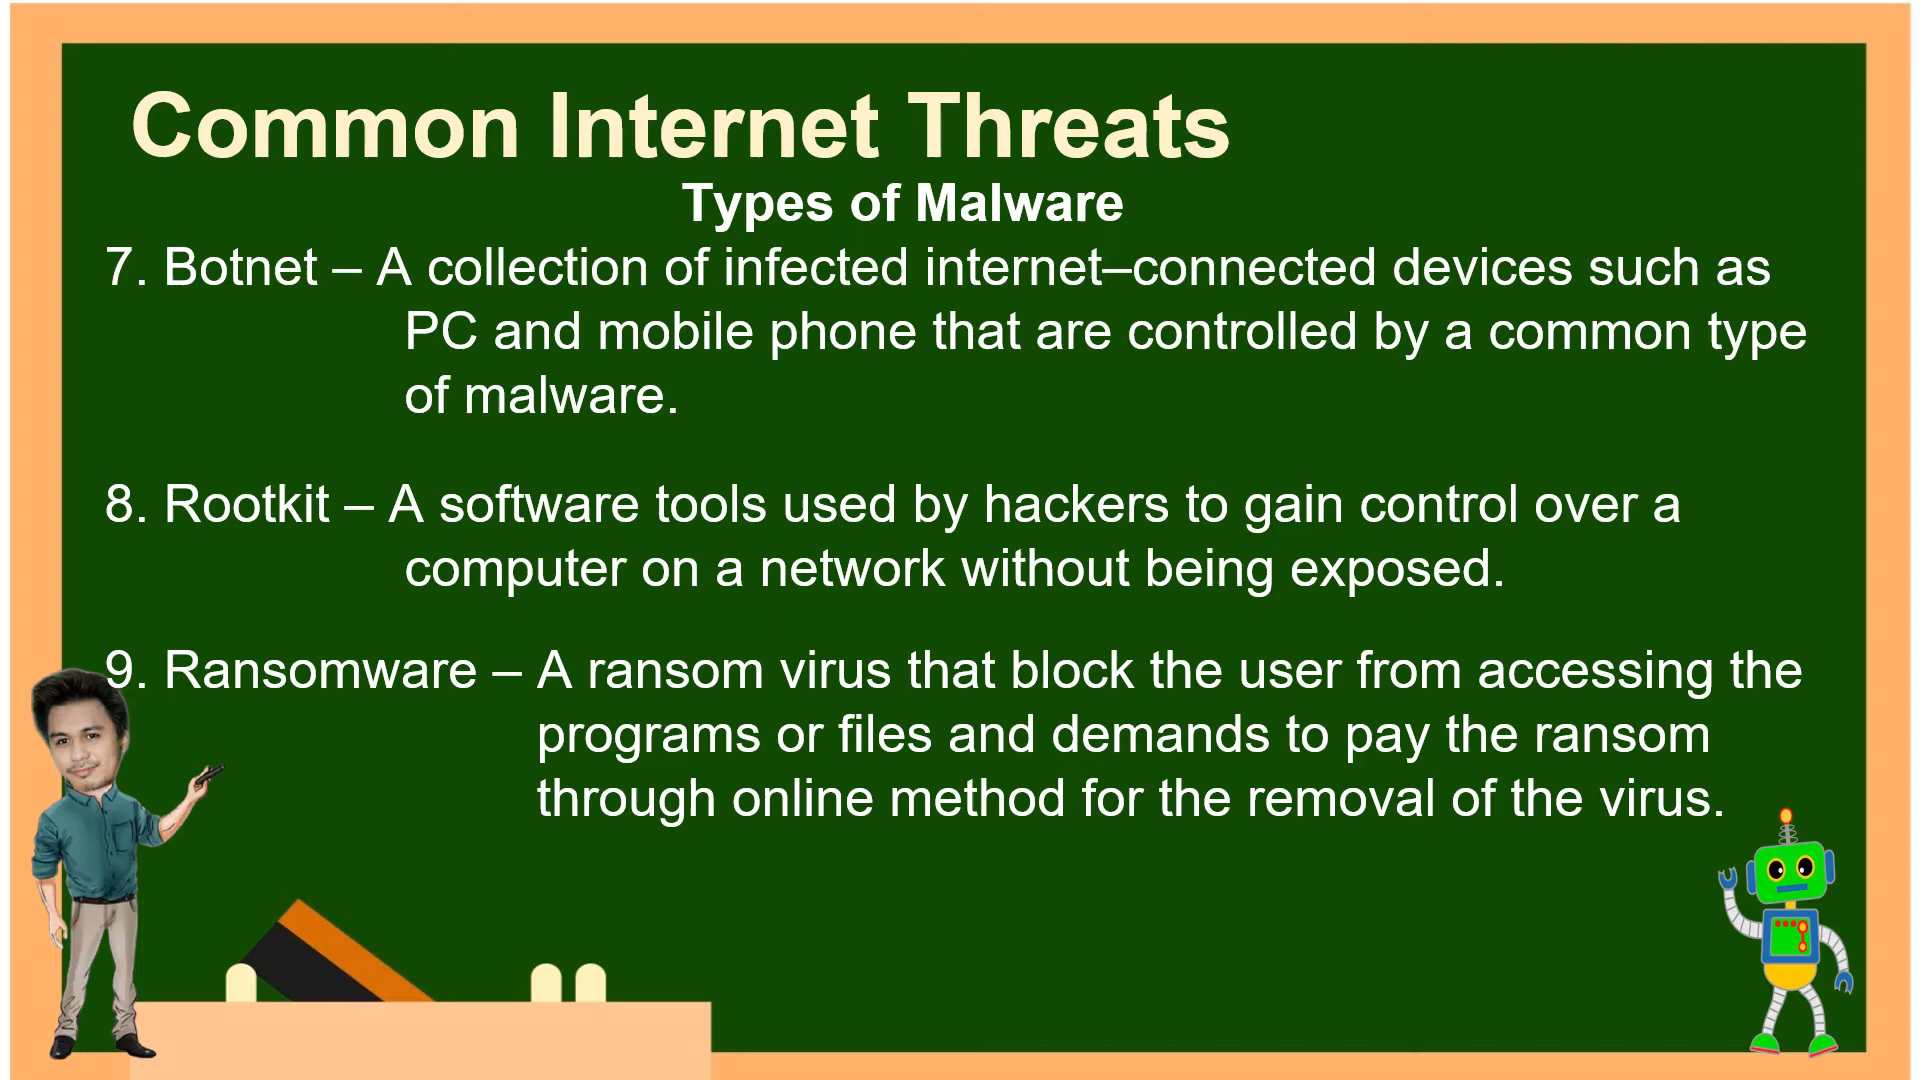 Common Internet Threats
Types of Malware
7. Botnet – A collection of infected internet–connected devices such as
PC and mobile phone that are controlled by a common type
of malware.
8. Rootkit – A software tools used by hackers to gain control over a
computer on a network without being exposed.
9. Ransomware – A ransom virus that block the user from accessing the
programs or files and demands to pay the ransom
through online method for the removal of the virus.